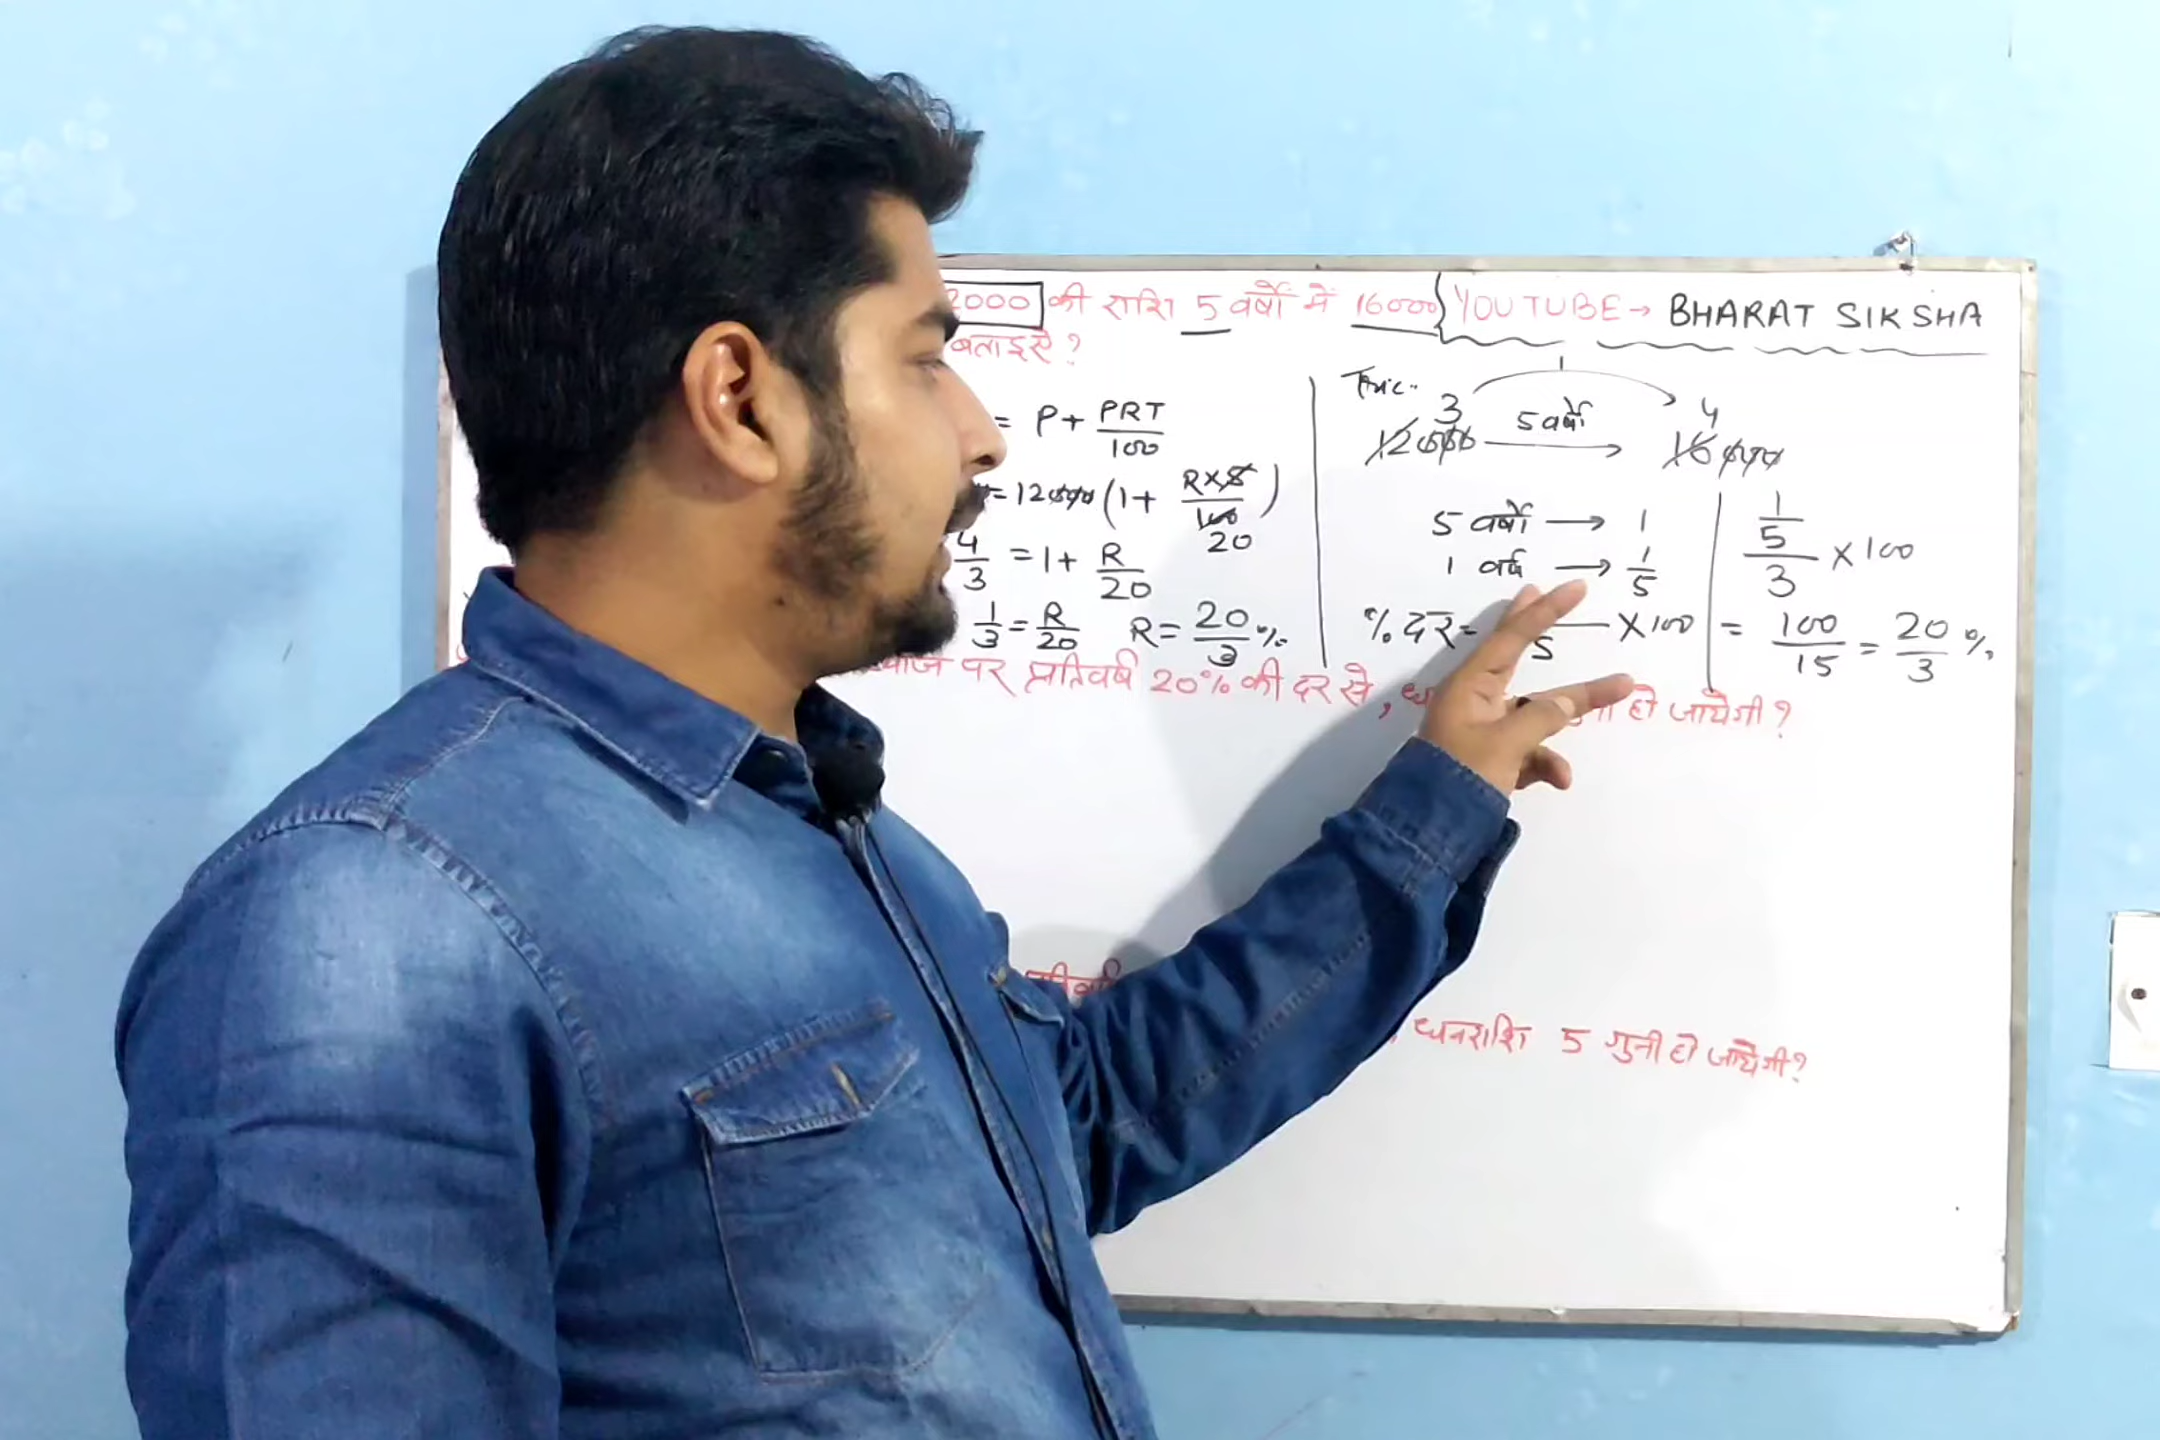 2000 की राशि 5 वर्षों में 16000
बताइये ?
YOUTUBE → BHARAT SIKSHA
= P + PRT/100
= 12000 (1 + R×5/100)
20
4/3 = 1 + R/20
1/3 = R/20 R = 20/3 %
1
3 5 वर्षों 4
12000 → 16000
5 वर्षों → 1
1 वर्ष → 1/5
% दर = 5 × 100
1/5/3 × 100
= 100/15 = 20/3 %
पर प्रतिवर्ष 20% की दर से, हो जायेगी ?
धनराशि 5 गुनी हो जायेगी ?